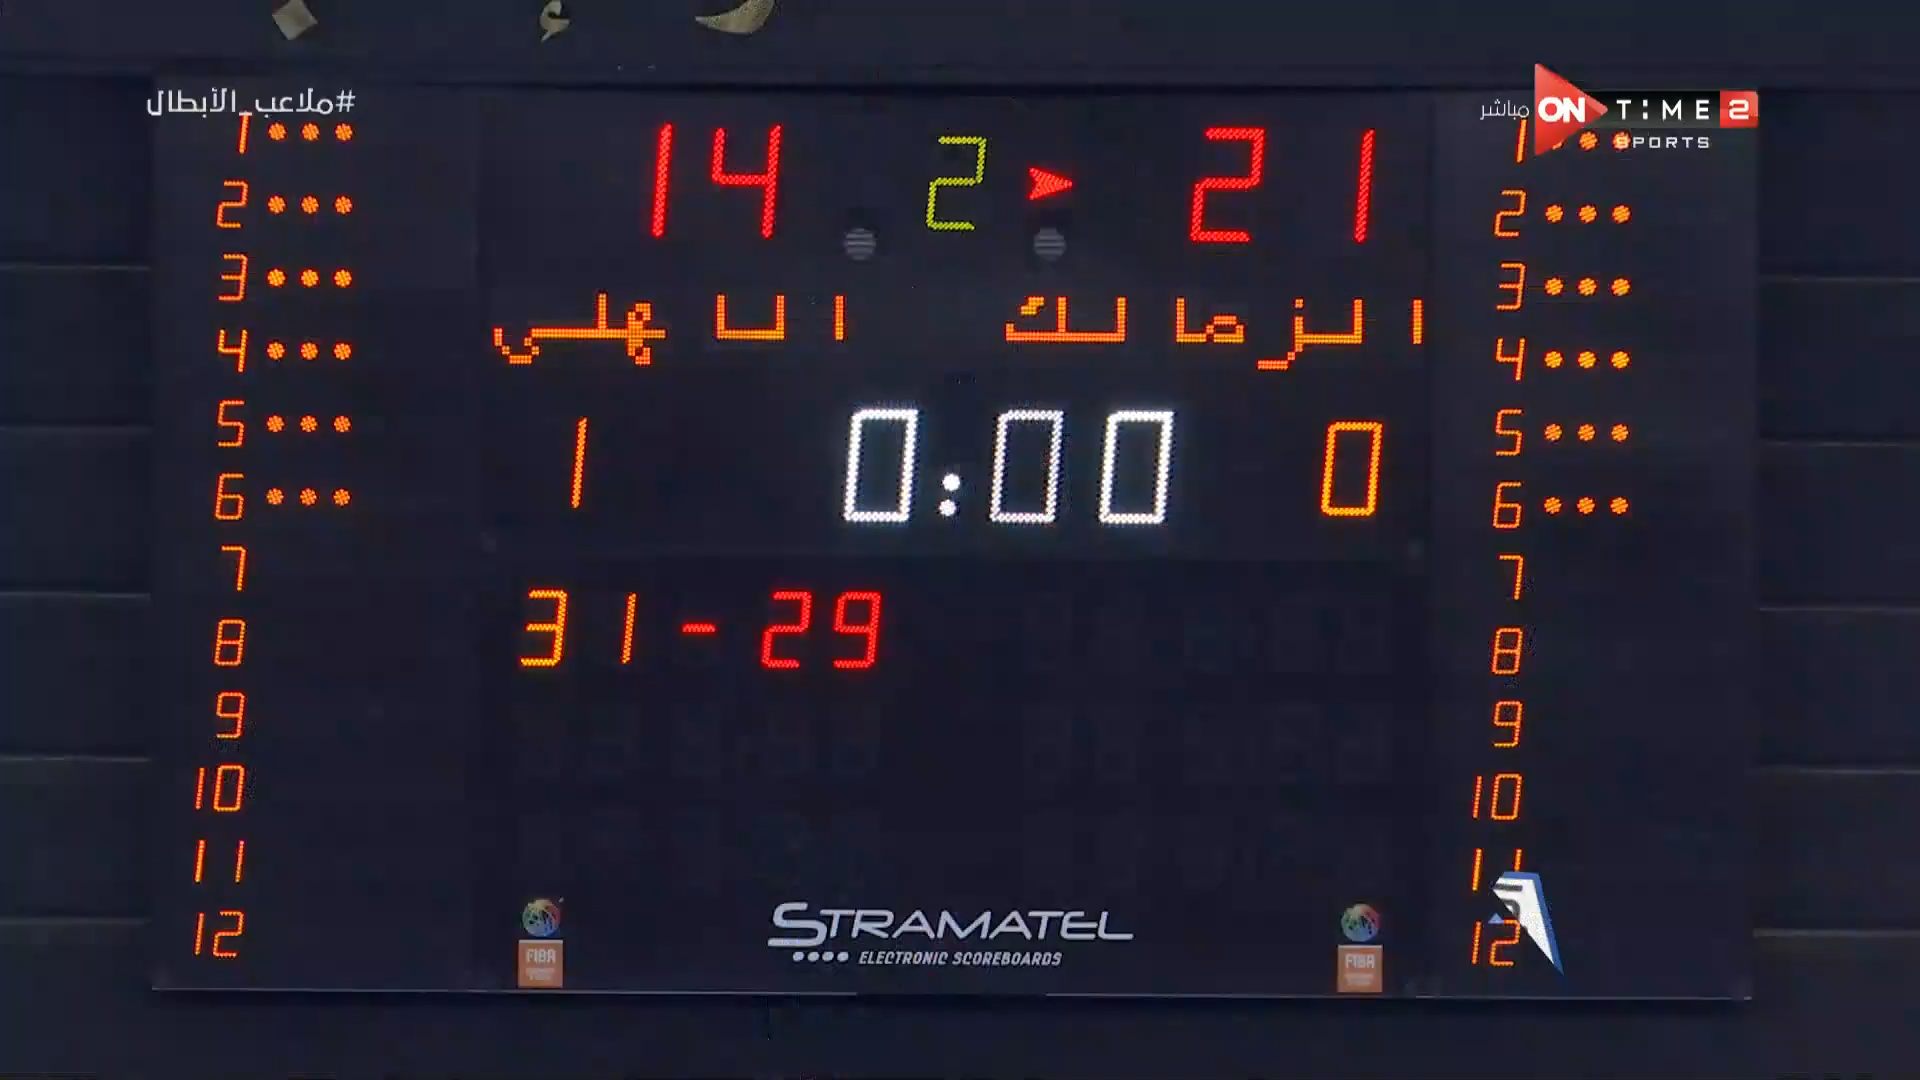 #ملاعب_الأبطال
مباشر ON TIME 2
SPORTS
14 2 21
الاهلى الزمالك
1 0:00 0
31-29
1 1
2 2
3 3
4 4
5 5
6 6
7 7
8 8
9 9
10 10
11 11
12 12
STRAMATEL
ELECTRONIC SCOREBOARDS
FIBA FIBA